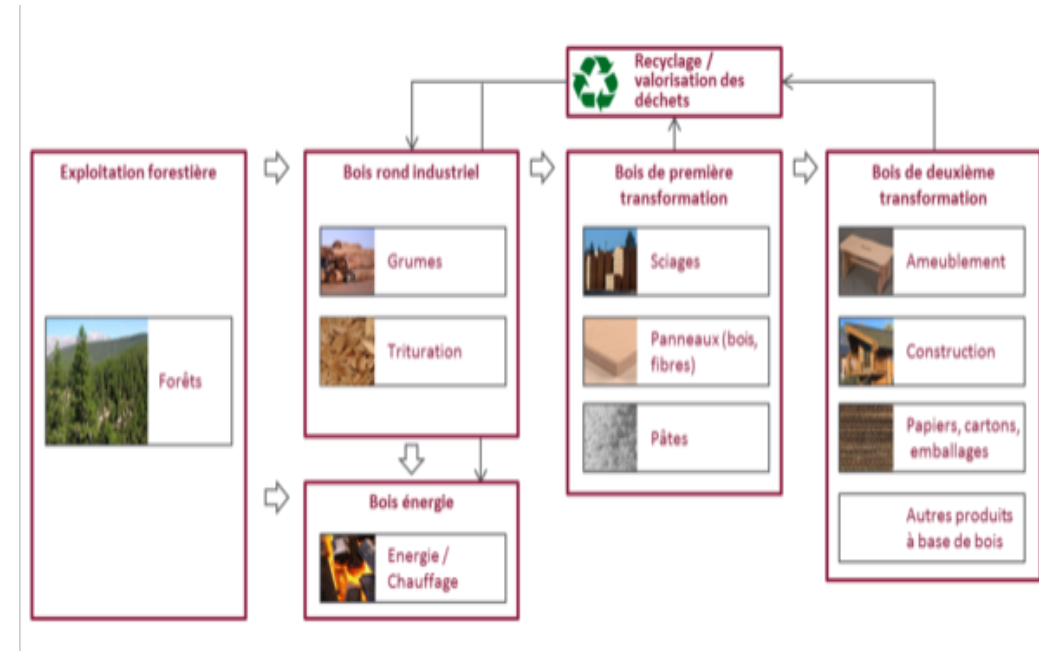 Recyclage /
valorisation des
déchets
Exploitation forestière
Forêts
Bois rond industriel
Grumes
Trituration
Bois énergie
Energie /
Chauffage
Bois de première
transformation
Sciages
Panneaux (bois,
fibres)
Pâtes
Bois de deuxième
transformation
Ameublement
Construction
Papiers, cartons,
emballages
Autres produits
à base de bois